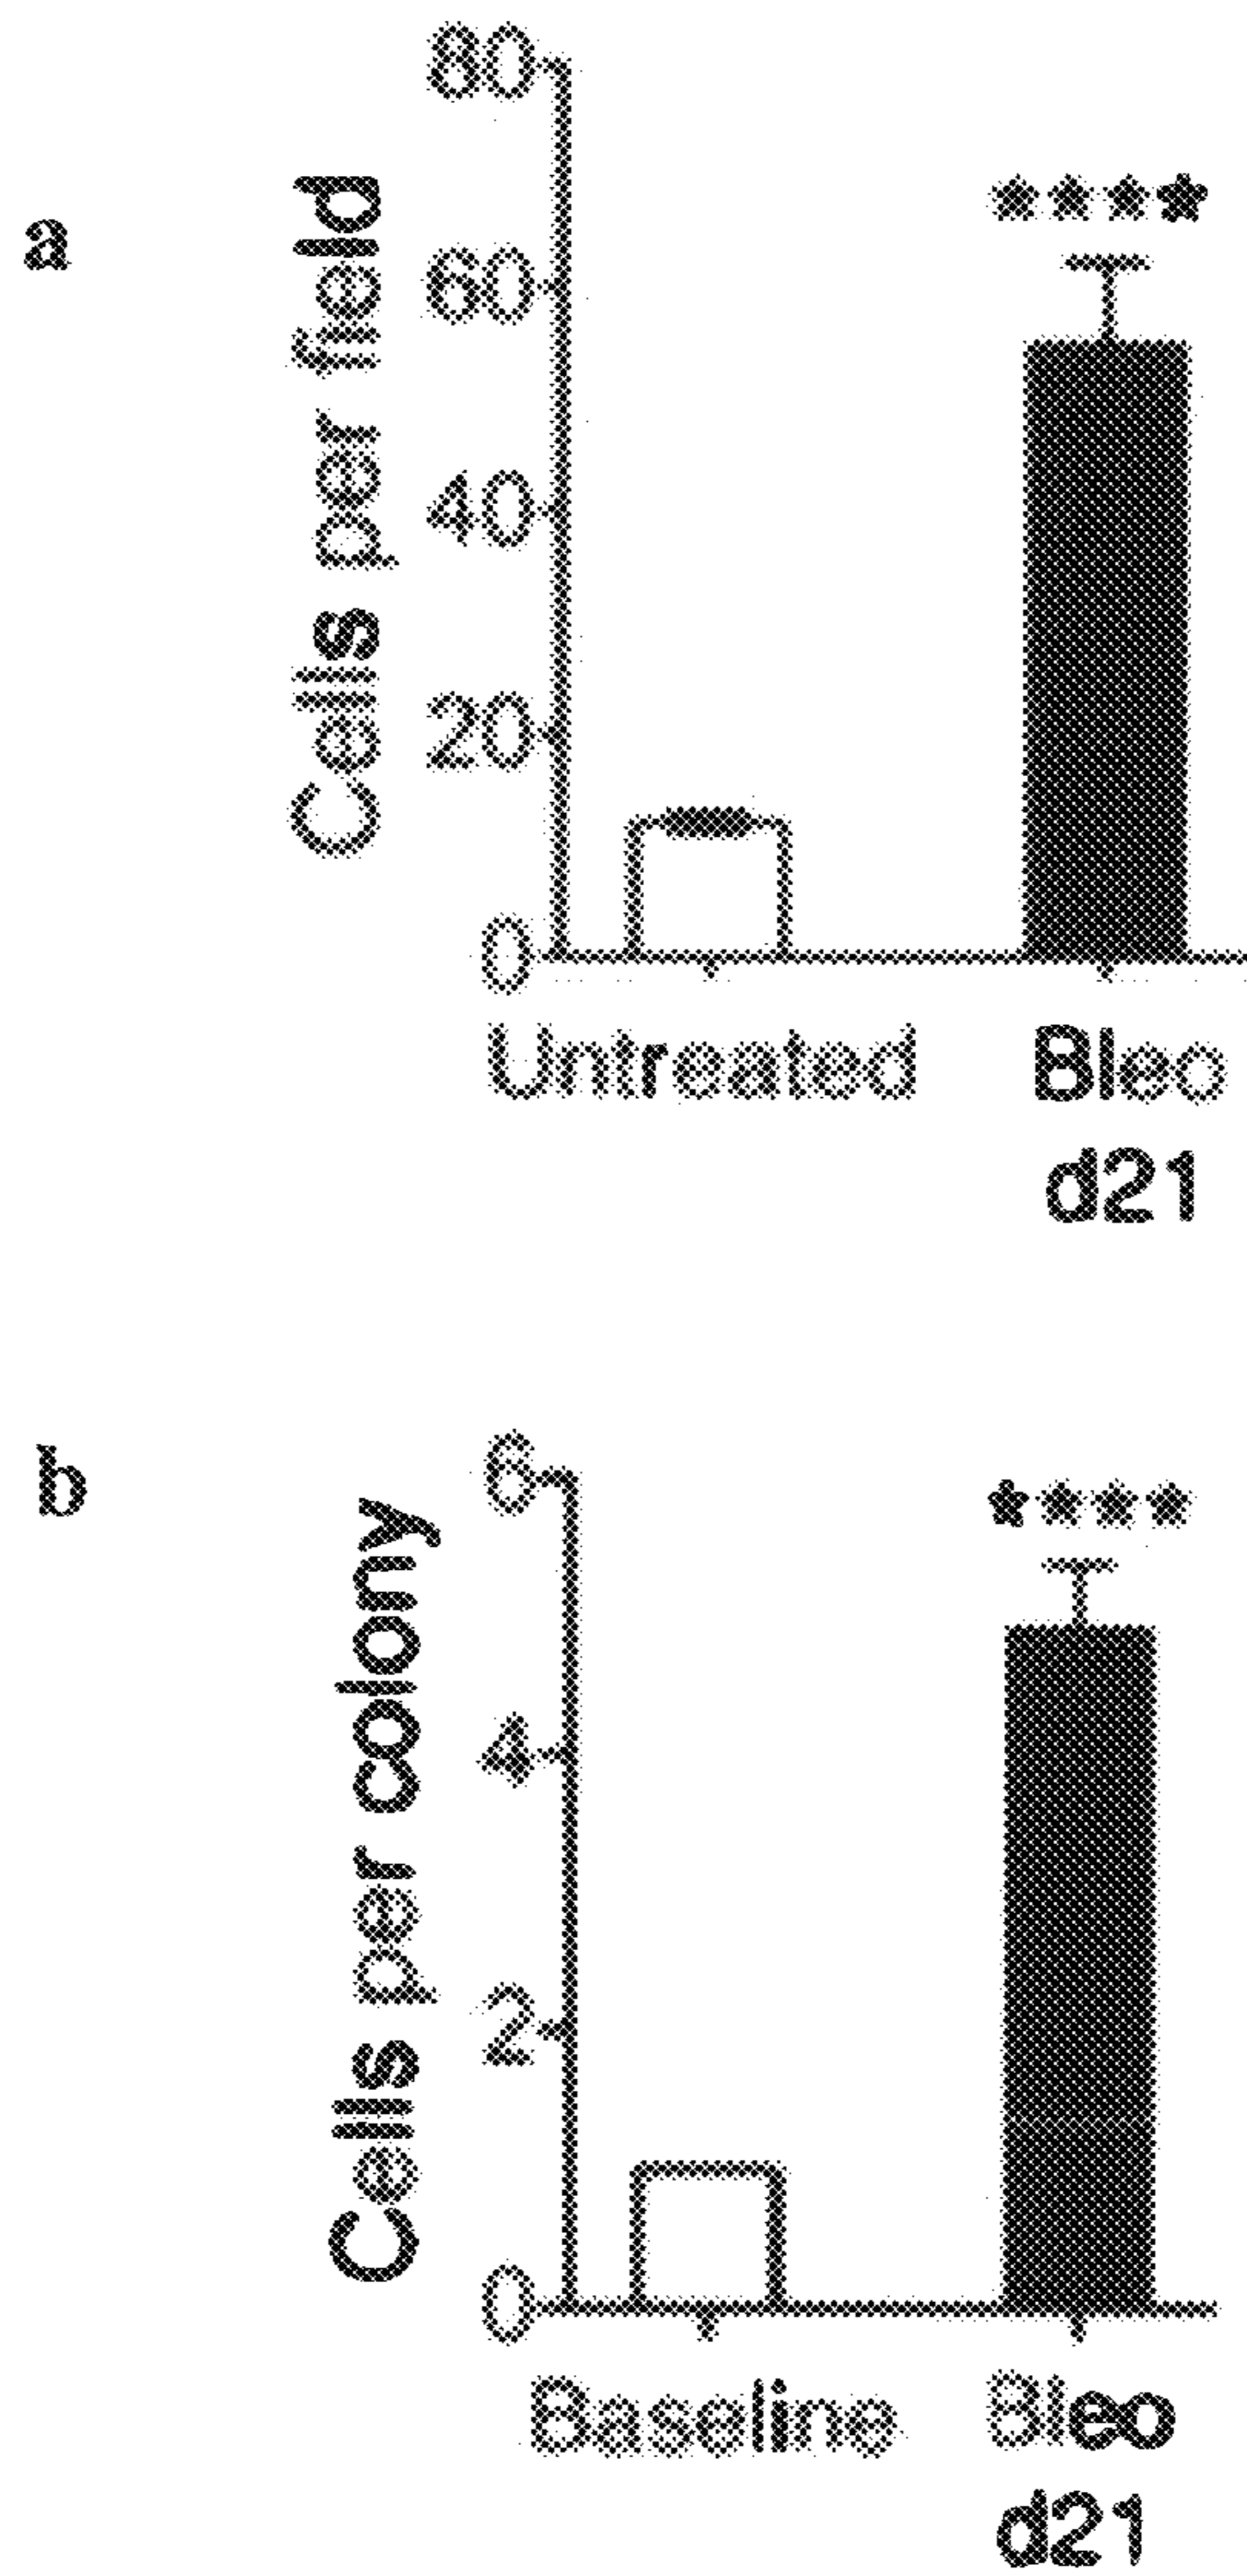 a
Cells per field
80
60
40
20
0
****
Untreated
Bleo
d21
b
Cells per colony
6
4
2
0
****
Baseline
Bleo
d21